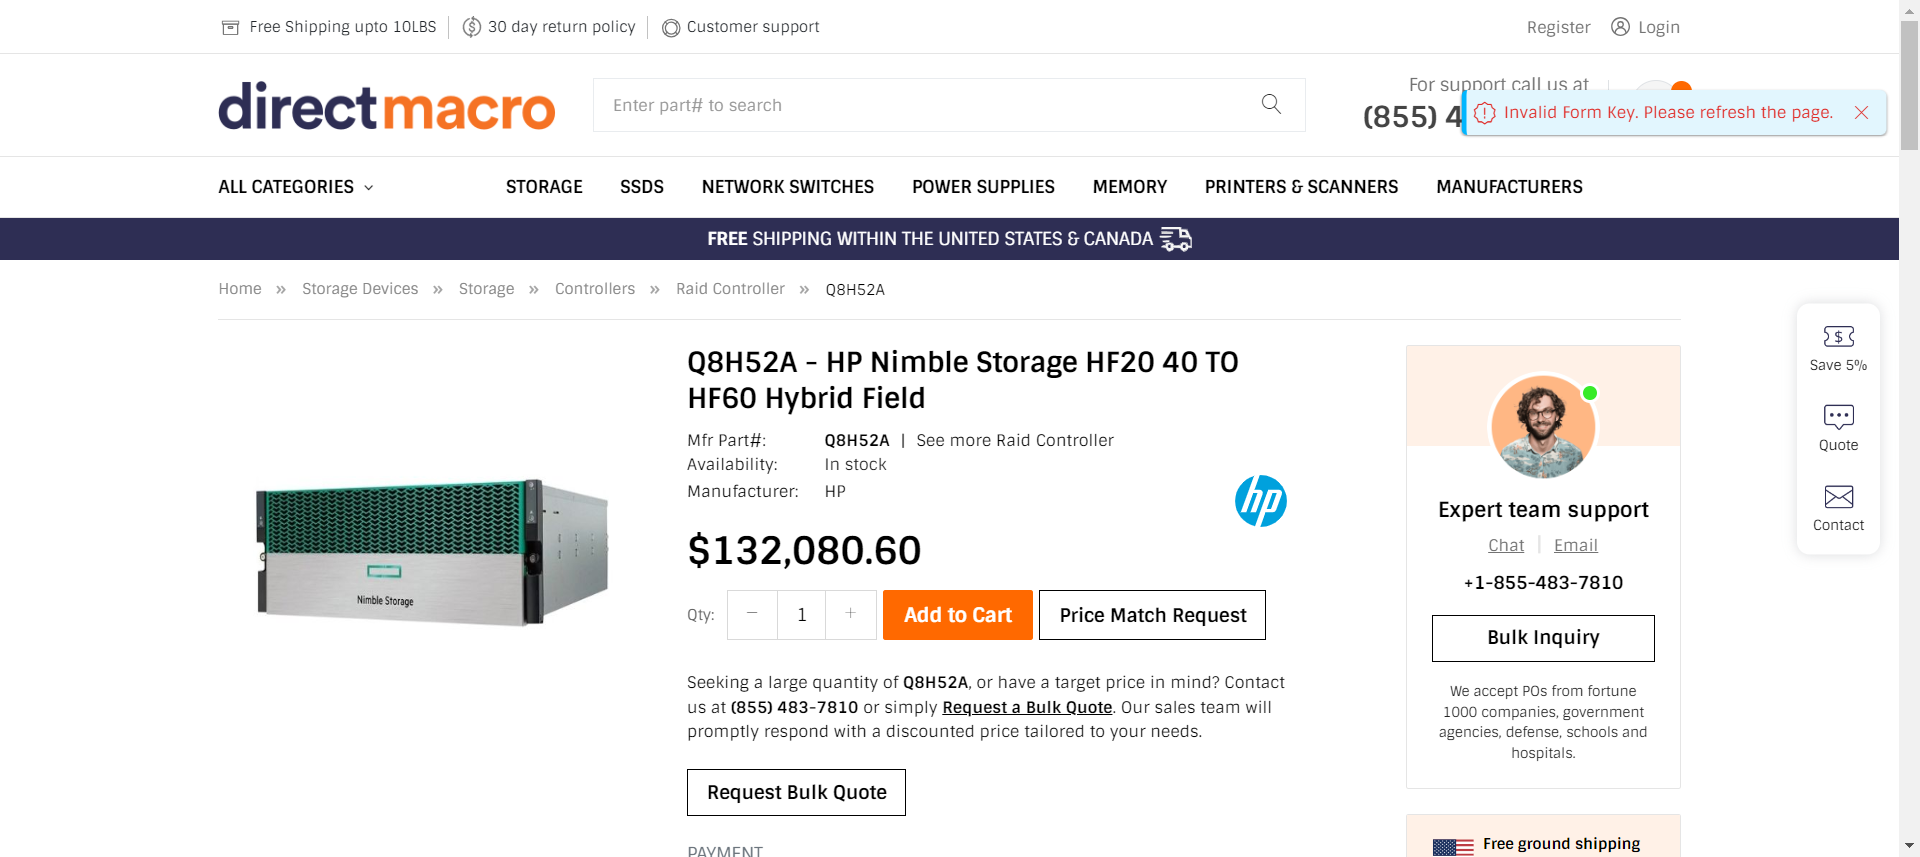 Free Shipping upto 10LBS
30 day return policy
Customer support
Register
Login
directmacro
Enter part# to search
For support call us at
(855) 4
Invalid Form Key. Please refresh the page.
ALL CATEGORIES
STORAGE
SSDS
NETWORK SWITCHES
POWER SUPPLIES
MEMORY
PRINTERS & SCANNERS
MANUFACTURERS
FREE SHIPPING WITHIN THE UNITED STATES & CANADA
Home » Storage Devices » Storage » Controllers » Raid Controller » Q8H52A
Q8H52A - HP Nimble Storage HF20 40 TO
HF60 Hybrid Field
Mfr Part#: Q8H52A | See more Raid Controller
Availability: In stock
Manufacturer: HP
hp
$132,080.60
Qty: 1
Add to Cart
Price Match Request
Seeking a large quantity of Q8H52A, or have a target price in mind? Contact
us at (855) 483-7810 or simply Request a Bulk Quote. Our sales team will
promptly respond with a discounted price tailored to your needs.
Request Bulk Quote
PAYMENT
Nimble Storage
Expert team support
Chat | Email
+1-855-483-7810
Bulk Inquiry
We accept POs from fortune
1000 companies, government
agencies, defense, schools and
hospitals.
Free ground shipping
Save 5%
Quote
Contact